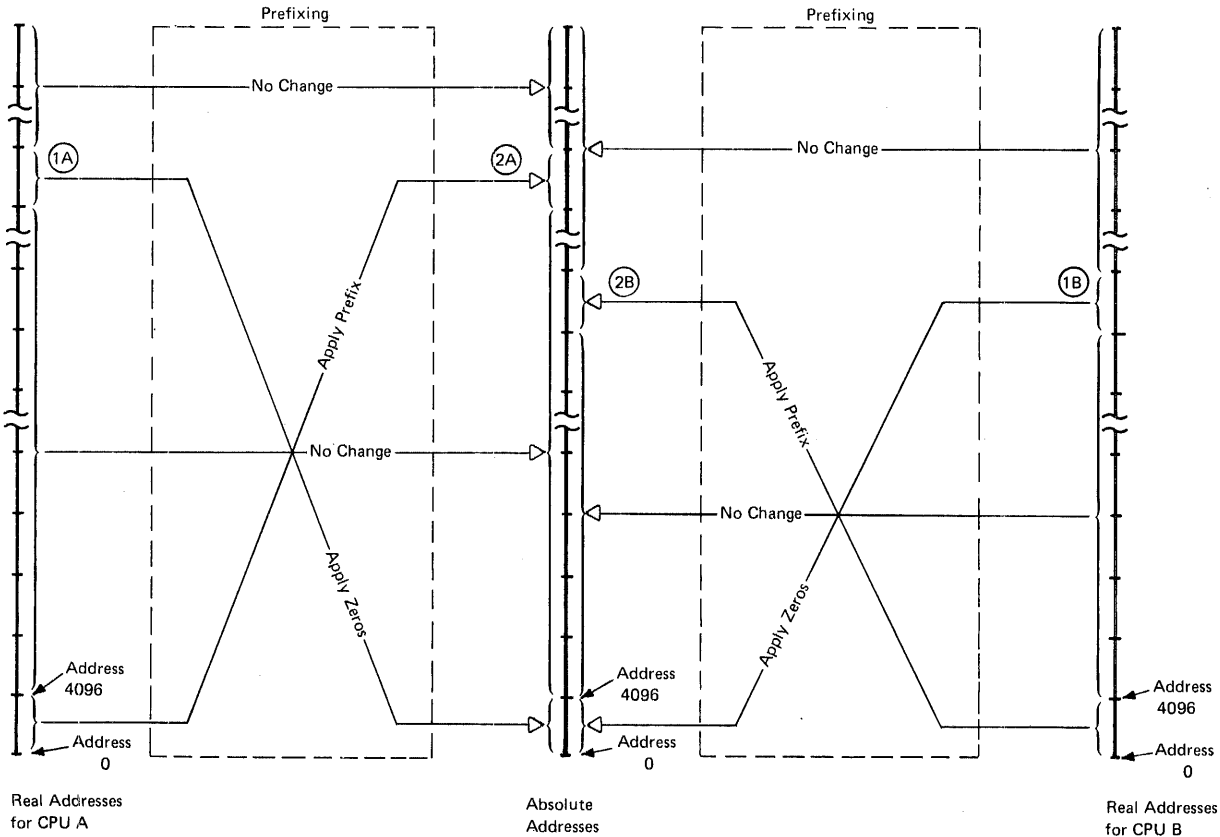 Prefixing
Prefixing
No Change
1A
2A
No Change
2B
1B
Apply Prefix
Apply Prefix
No Change
No Change
Apply Zeros
Apply Zeros
Address
4096
Address
4096
Address
4096
Address
0
Address
0
Address
0
Real Addresses
for CPU A
Absolute
Addresses
Real Addresses
for CPU B